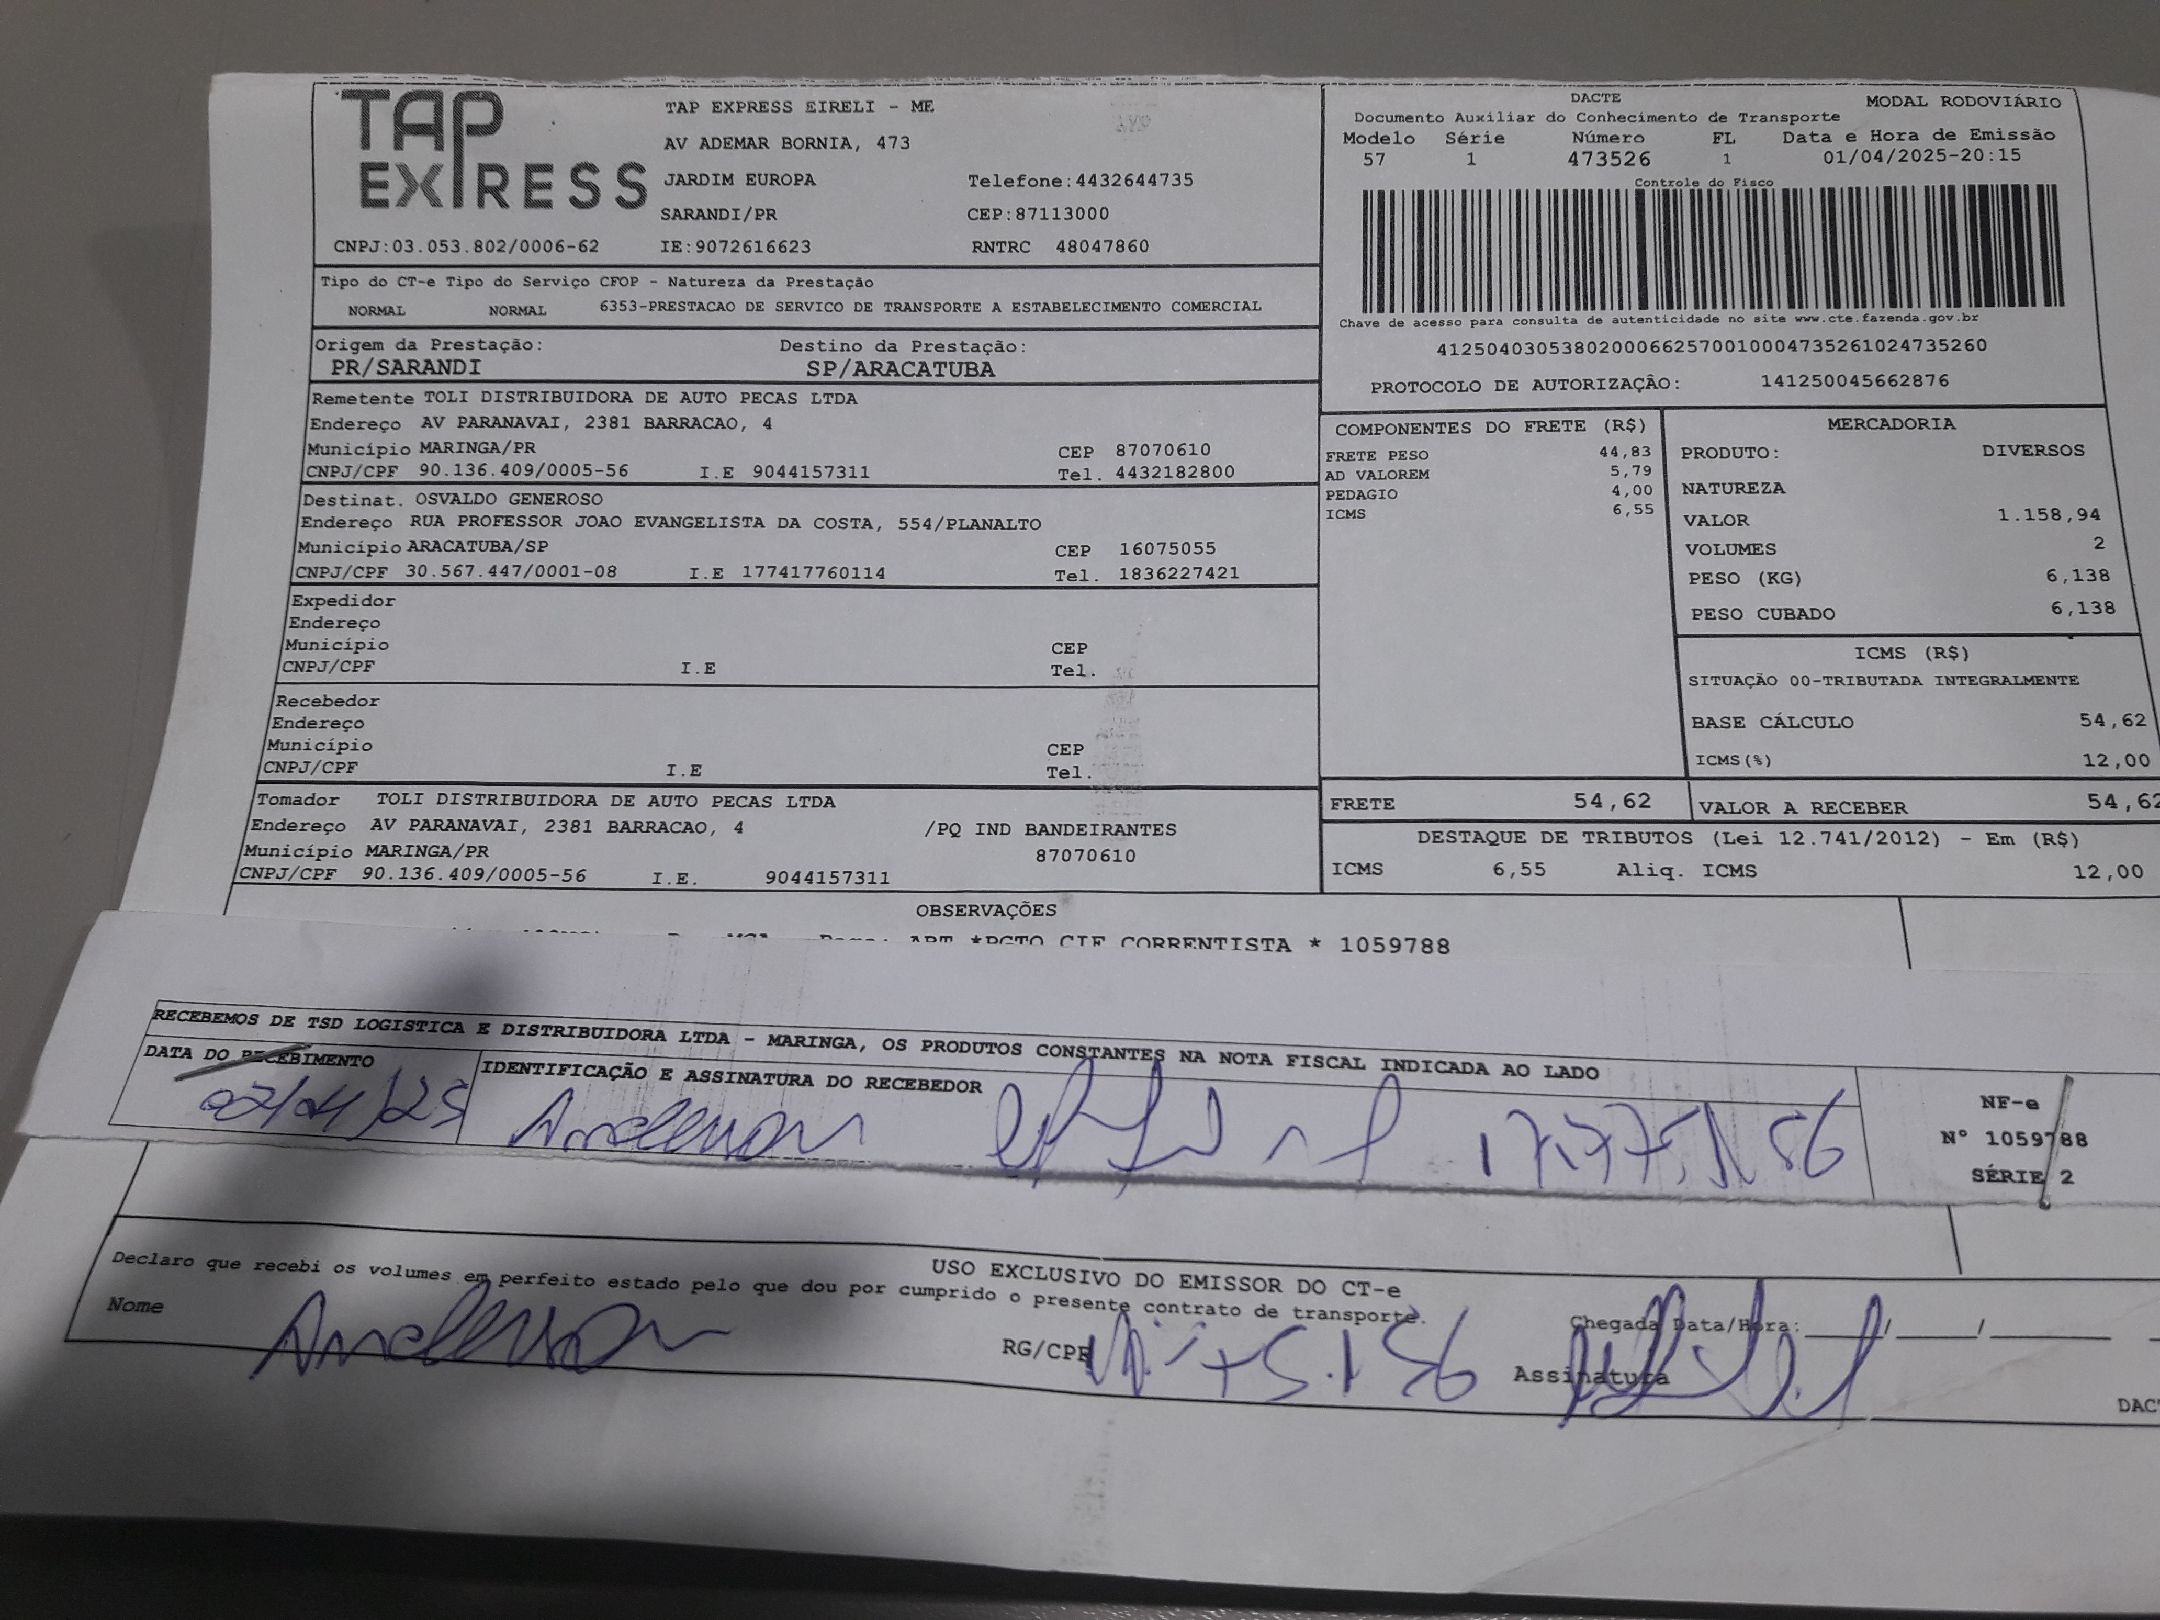 TAP EXPRESS
TAP EXPRESS EIRELI - ME
AV ADEMAR BORNIA, 473
JARDIM EUROPA Telefone:4432644735
SARANDI/PR CEP:87113000
CNPJ:03.053.802/0006-62 IE:9072616623 RNTRC 48047860
DACTE MODAL RODOVIÁRIO
Documento Auxiliar do Conhecimento de Transporte
Modelo Série Número FL Data e Hora de Emissão
57 1 473526 1 01/04/2025-20:15
Controle do Fisco
Chave de acesso para consulta de autenticidade no site www.cte.fazenda.gov.br
41250403053802000662570010004735261024735260
PROTOCOLO DE AUTORIZAÇÃO: 141250045662876
Tipo do CT-e Tipo do Serviço CFOP - Natureza da Prestação
NORMAL NORMAL 6353-PRESTACAO DE SERVICO DE TRANSPORTE A ESTABELECIMENTO COMERCIAL
Origem da Prestação: Destino da Prestação:
PR/SARANDI SP/ARACATUBA
Remetente TOLI DISTRIBUIDORA DE AUTO PECAS LTDA
Endereço AV PARANAVAI, 2381 BARRACAO, 4
Município MARINGA/PR CEP 87070610
CNPJ/CPF 90.136.409/0005-56 I.E 9044157311 Tel. 4432182800
Destinat. OSVALDO GENEROSO
Endereço RUA PROFESSOR JOAO EVANGELISTA DA COSTA, 554/PLANALTO
Município ARACATUBA/SP CEP 16075055
CNPJ/CPF 30.567.447/0001-08 I.E 177417760114 Tel. 1836227421
Expedidor
Endereço
Município CEP
CNPJ/CPF I.E Tel.
Recebedor
Endereço
Município CEP
CNPJ/CPF I.E Tel.
Tomador TOLI DISTRIBUIDORA DE AUTO PECAS LTDA
Endereço AV PARANAVAI, 2381 BARRACAO, 4 /PQ IND BANDEIRANTES
Município MARINGA/PR 87070610
CNPJ/CPF 90.136.409/0005-56 I.E. 9044157311
COMPONENTES DO FRETE (R$)
FRETE PESO 44,83
AD VALOREM 5,79
PEDAGIO 4,00
ICMS 6,55
MERCADORIA
PRODUTO: DIVERSOS
NATUREZA
VALOR 1.158,94
VOLUMES 2
PESO (KG) 6,138
PESO CUBADO 6,138
ICMS (R$)
SITUAÇÃO 00-TRIBUTADA INTEGRALMENTE
BASE CÁLCULO 54,62
ICMS(%) 12,00
FRETE 54,62 VALOR A RECEBER 54,62
DESTAQUE DE TRIBUTOS (Lei 12.741/2012) - Em (R$)
ICMS 6,55 Aliq. ICMS 12,00
OBSERVAÇÕES
*PGTO CIF CORRENTISTA * 1059788
RECEBEMOS DE TSD LOGISTICA E DISTRIBUIDORA LTDA - MARINGA, OS PRODUTOS CONSTANTES NA NOTA FISCAL INDICADA AO LADO
DATA DO RECEBIMENTO IDENTIFICAÇÃO E ASSINATURA DO RECEBEDOR
Anderson
NF-e
N° 1059788
SÉRIE 2
USO EXCLUSIVO DO EMISSOR DO CT-e
Declaro que recebi os volumes em perfeito estado pelo que dou por cumprido o presente contrato de transporte.
Nome Anderson RG/CPF Assinatura
Chegada Data/Hora:____/____/______